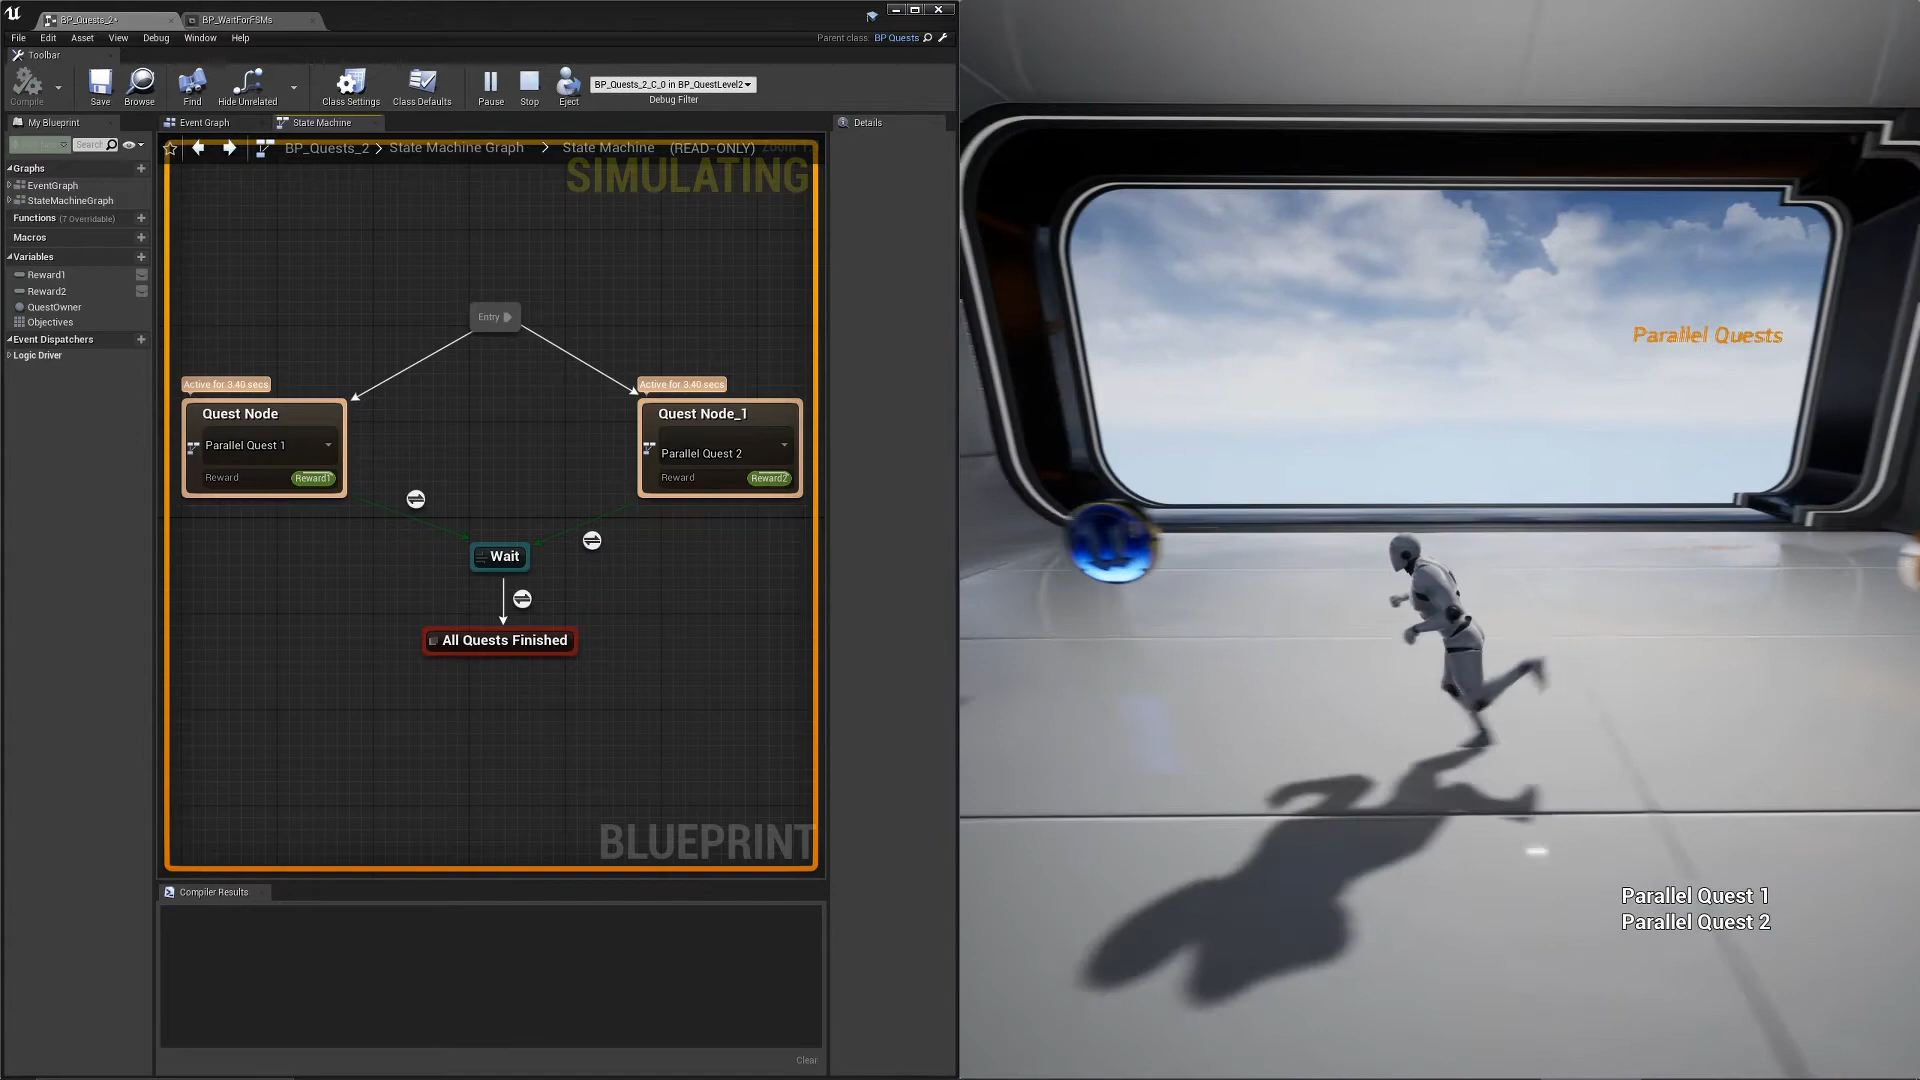 BP_Quests_2*
BP_WaitForFSMs
File Edit Asset View Debug Window Help
Parent class: BP Quests
Toolbar
Compile
Save
Browse
Find
Hide Unrelated
Class Settings
Class Defaults
Pause
Stop
Eject
BP_Quests_2_C_0 in BP_QuestLevel2
Debug Filter
My Blueprint
Event Graph
State Machine
Details
Search
BP_Quests_2 > State Machine Graph > State Machine (READ-ONLY)
SIMULATING
Graphs
EventGraph
StateMachineGraph
Functions (7 Overridable)
Macros
Variables
Reward1
Reward2
QuestOwner
Objectives
Event Dispatchers
Logic Driver
Entry
Active for 3.40 secs
Quest Node
Parallel Quest 1
Reward Reward1
Active for 3.40 secs
Quest Node_1
Parallel Quest 2
Reward Reward2
Wait
All Quests Finished
BLUEPRINT
Compiler Results
Clear
Parallel Quests
Parallel Quest 1
Parallel Quest 2